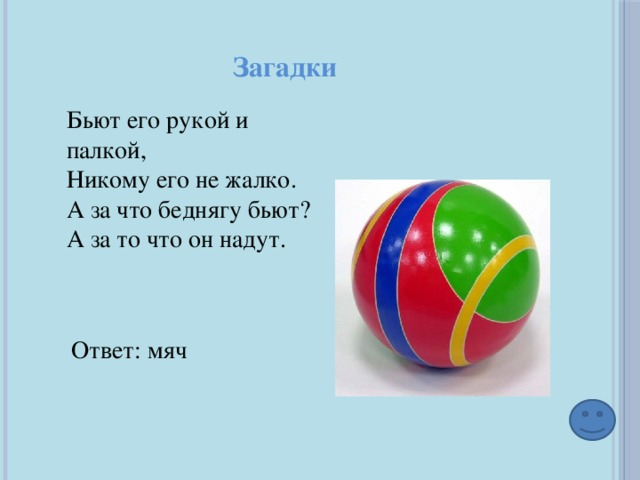 Загадки
Бьют его рукой и
палкой,
Никому его не жалко.
А за что беднягу бьют?
А за то что он надут.
Ответ: мяч